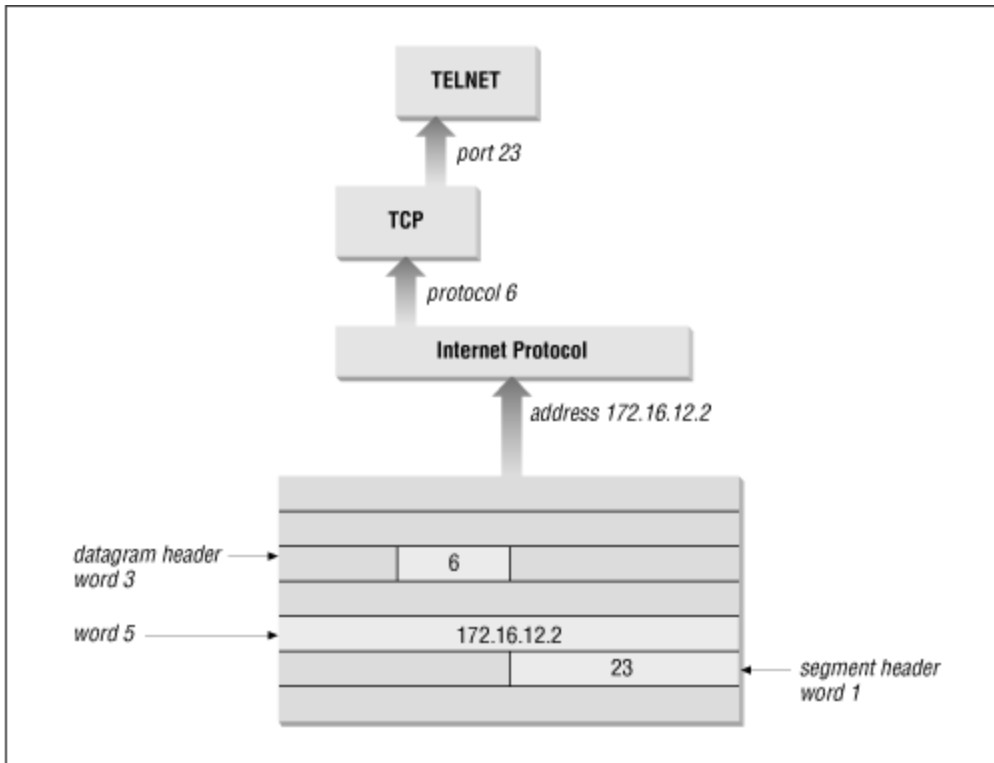 TELNET
port 23
TCP
protocol 6
Internet Protocol
address 172.16.12.2
datagram header
word 3
6
word 5
172.16.12.2
23
segment header
word 1